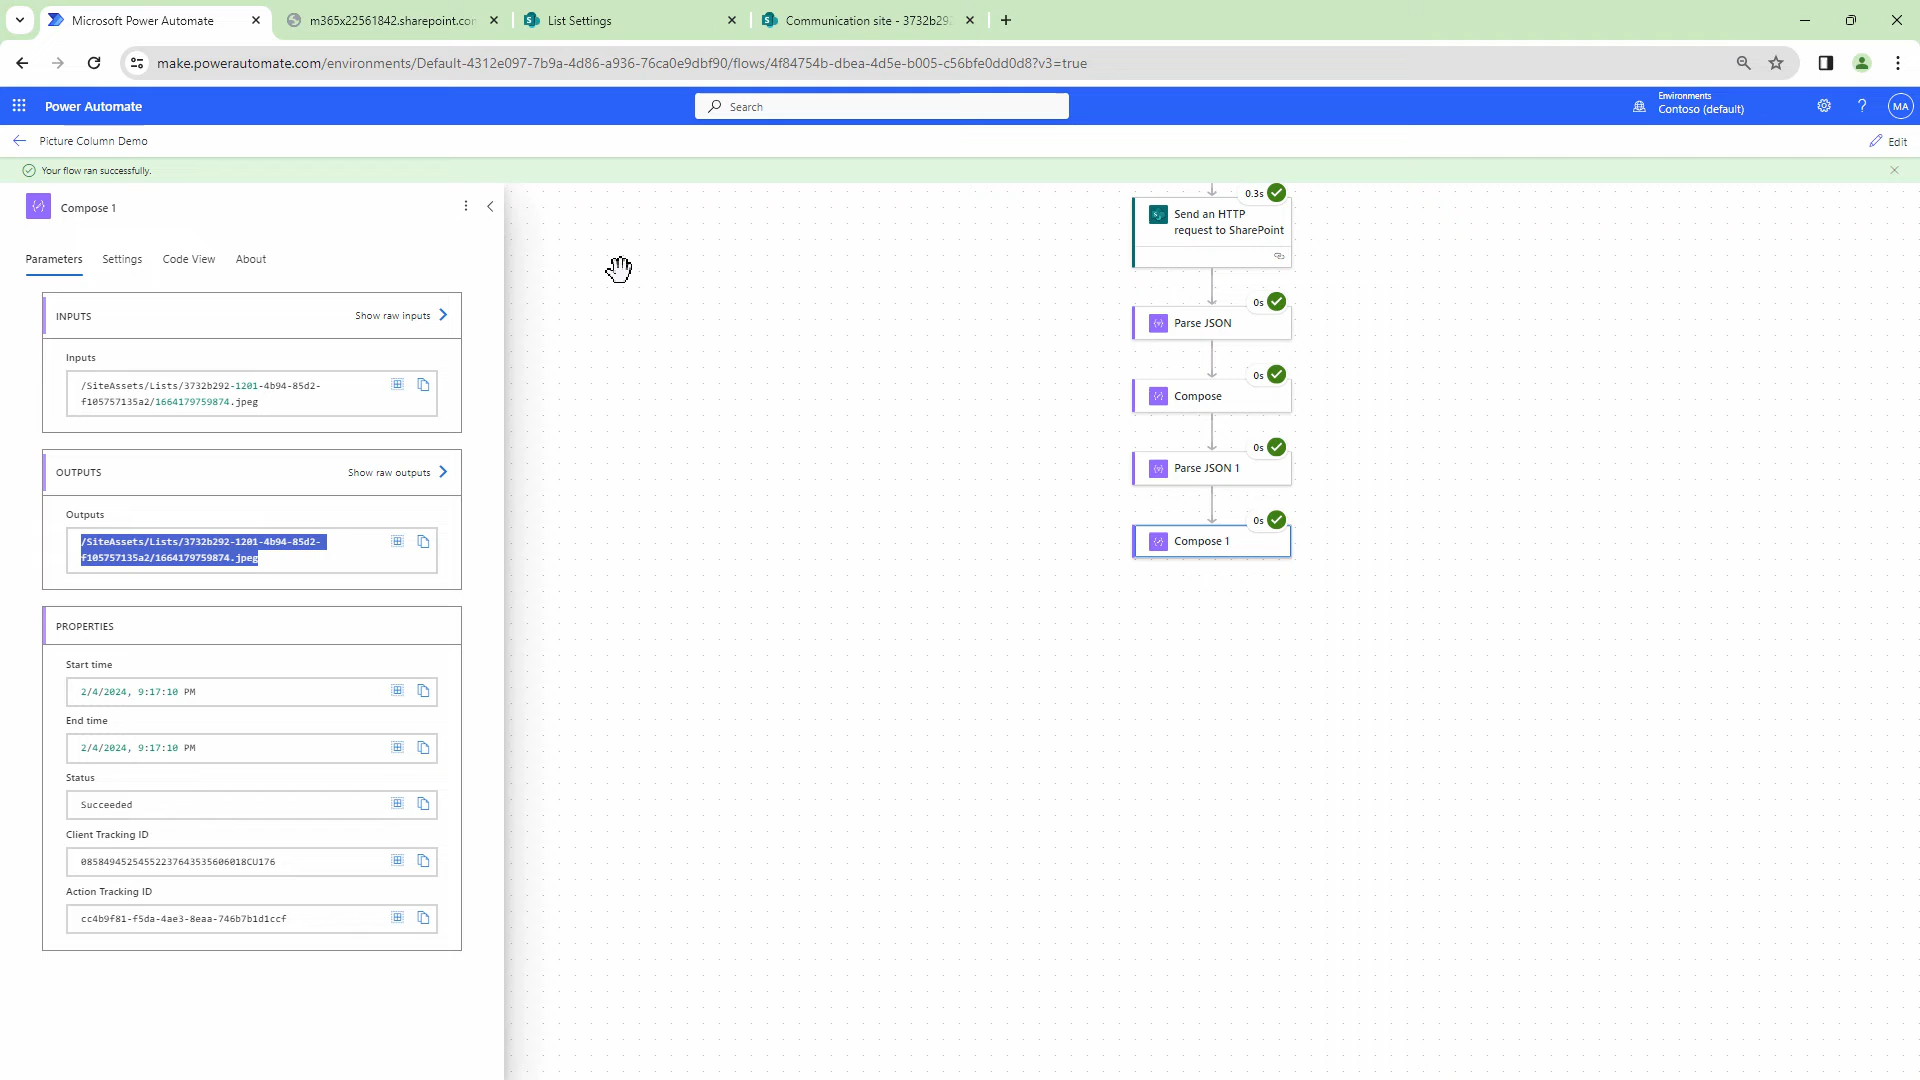 Microsoft Power Automate
m365x22561842.sharepoint.co
List Settings
Communication site - 3732b29
make.powerautomate.com/environments/Default-4312e097-7b9a-4d86-a936-76ca0e9dbf90/flows/4f84754b-dbea-4d5e-b005-c56bfe0dd0d8?v3=true
Power Automate
Search
Environments
Contoso (default)
?
MA
Picture Column Demo
Edit
Your flow ran successfully.
Compose 1
Parameters
Settings
Code View
About
INPUTS
Show raw inputs
Inputs
/SiteAssets/Lists/3732b292-1201-4b94-85d2-
f105757135a2/1664179759874.jpeg
OUTPUTS
Show raw outputs
Outputs
/SiteAssets/Lists/3732b292-1201-4b94-85d2-
f105757135a2/1664179759874.jpeg
PROPERTIES
Start time
2/4/2024, 9:17:10 PM
End time
2/4/2024, 9:17:10 PM
Status
Succeeded
Client Tracking ID
08584945254552237643535606018CU176
Action Tracking ID
cc4b9f81-f5da-4ae3-8eaa-746b7b1d1ccf
0.3s
Send an HTTP
request to SharePoint
0s
Parse JSON
0s
Compose
0s
Parse JSON 1
0s
Compose 1